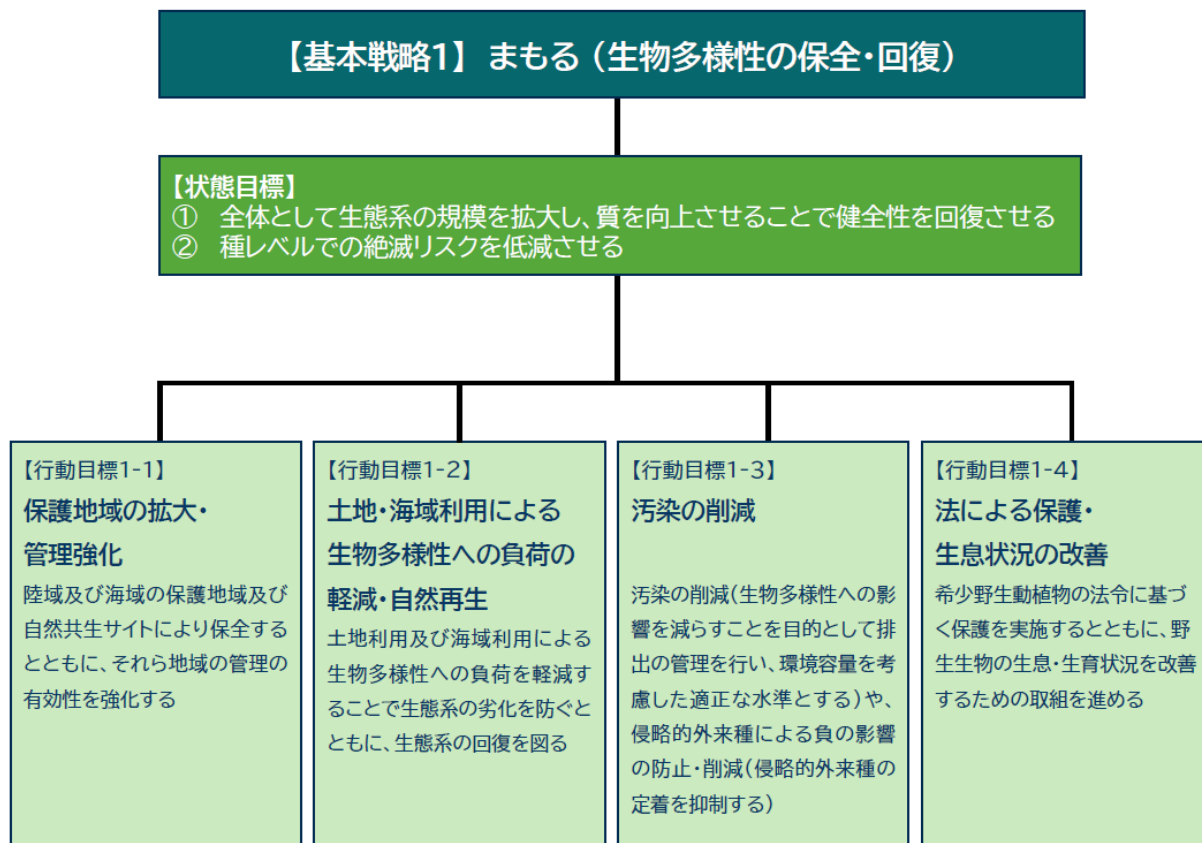 【基本戦略1】 まもる（生物多様性の保全・回復）
【状態目標】
① 全体として生態系の規模を拡大し、質を向上させることで健全性を回復させる
② 種レベルでの絶滅リスクを低減させる
【行動目標1-1】
保護地域の拡大・
管理強化
陸域及び海域の保護地域及び
自然共生サイトにより保全する
とともに、それら地域の管理の
有効性を強化する
【行動目標1-2】
土地・海域利用による
生物多様性への負荷の
軽減・自然再生
土地利用及び海域利用による
生物多様性への負荷を軽減す
ることで生態系の劣化を防ぐと
ともに、生態系の回復を図る
【行動目標1-3】
汚染の削減
汚染の削減（生物多様性への影
響を減らすことを目的として排
出の管理を行い、環境容量を考
慮した適正な水準とする）や、
侵略的外来種による負の影響
の防止・削減（侵略的外来種の
定着を抑制する）
【行動目標1-4】
法による保護・
生息状況の改善
希少野生動植物の法令に基づ
く保護を実施するとともに、野
生生物の生息・生育状況を改善
するための取組を進める